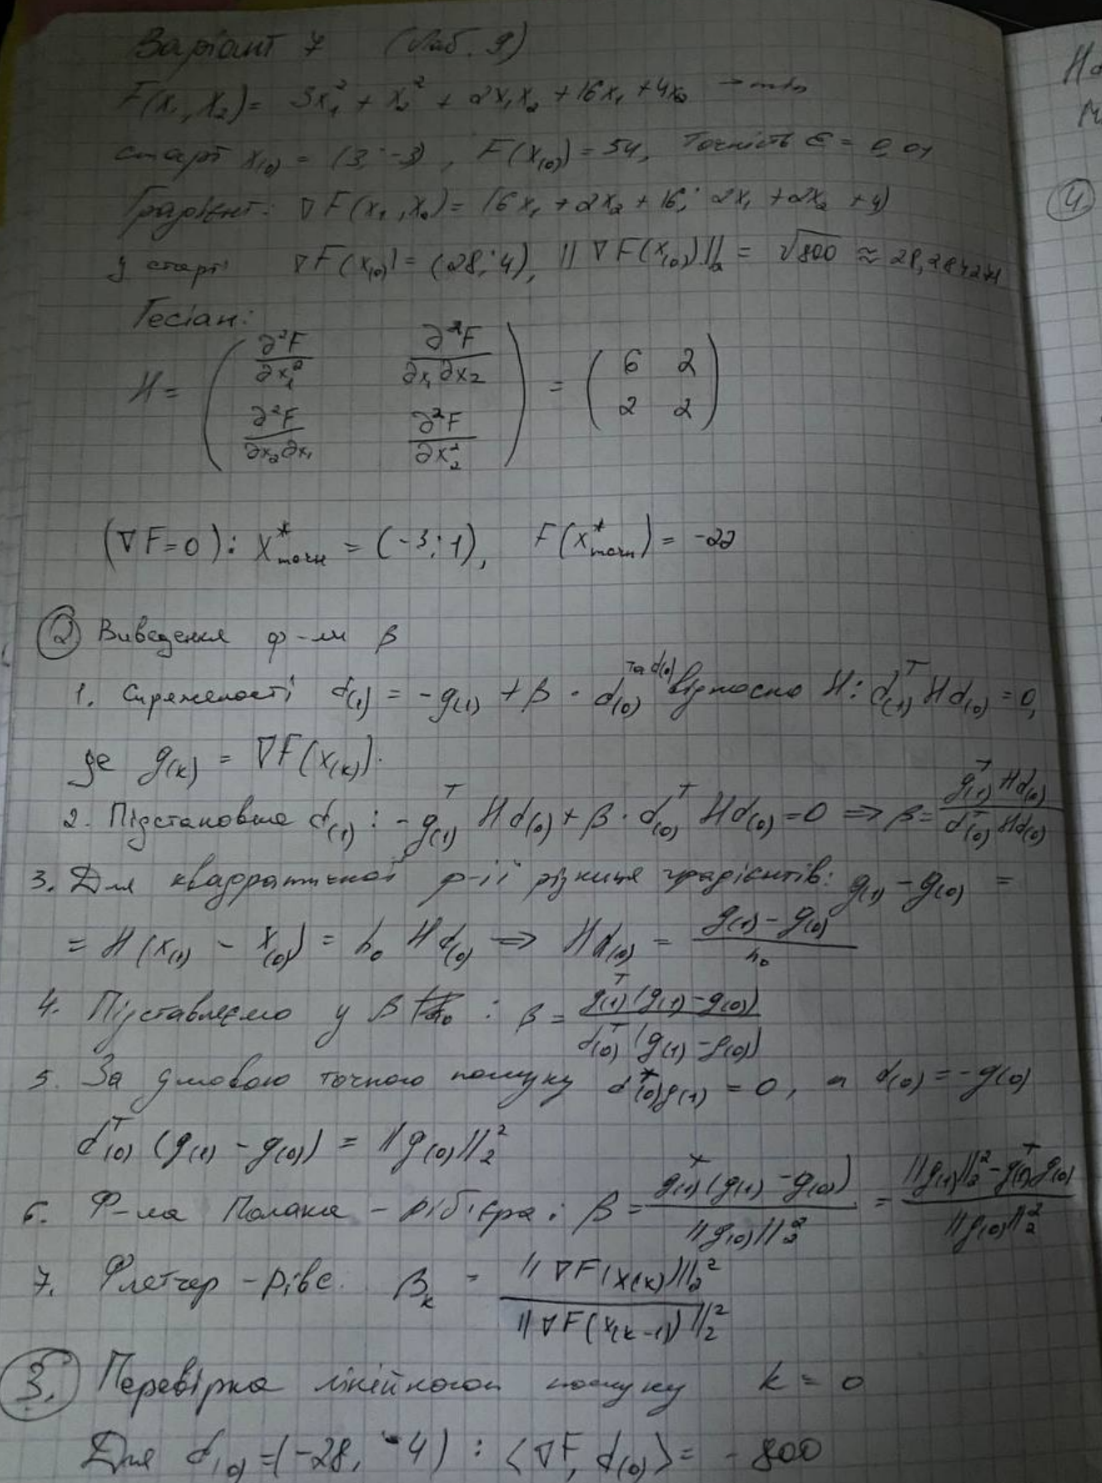 Варіант 7 (Лаб. 9)
F(x₁, x₂) = 3x₁² + x₂² + 2x₁x₂ + 16x₁ + 4x₂ → min
старт x₍₀₎ = (3; -3), F(x₍₀₎) = 54, точність ε = 0,01
Градієнт: ∇F(x₁, x₂) = (6x₁ + 2x₂ + 16; 2x₁ + 2x₂ + 4)
у старті ∇F(x₍₀₎) = (28; 4), ||∇F(x₍₀₎)||₂ = √800 ≈ 28,284271
Гесіан:
H = (∂²F/∂x₁² ∂²F/∂x₁∂x₂ ; ∂²F/∂x₂∂x₁ ∂²F/∂x₂²) = (6 2 ; 2 2)
(∇F=0): x*точн = (-3; 1), F(x*точн) = -22
② Виведення ф-ли β
1. Спряженості d₍₁₎ = -g₍₁₎ + β · d₍₀₎ та d₍₀₎ відносно H: d₍₁₎ᵀ H d₍₀₎ = 0,
де g₍ₖ₎ = ∇F(x₍ₖ₎).
2. Підстановка d₍₁₎: -g₍₁₎ᵀ H d₍₀₎ + β · d₍₀₎ᵀ H d₍₀₎ = 0 ⇒ β = g₍₁₎ᵀ H d₍₀₎ / d₍₀₎ᵀ H d₍₀₎
3. Для квадратичної ф-ії різниця градієнтів: g₍₁₎ - g₍₀₎ =
= H(x₍₁₎ - x₍₀₎) = h₀ H d₍₀₎ ⇒ H d₍₀₎ = g₍₁₎ - g₍₀₎ / h₀
4. Підставляємо у β : β = g₍₁₎ᵀ (g₍₁₎ - g₍₀₎) / d₍₀₎ᵀ (g₍₁₎ - g₍₀₎)
5. За умовою точного пошуку d₍₀₎ᵀ g₍₁₎ = 0, а d₍₀₎ = -g₍₀₎
d₍₀₎ᵀ (g₍₁₎ - g₍₀₎) = ||g₍₀₎||₂²
6. Ф-ла Полака - Рібієра: β = g₍₁₎ᵀ (g₍₁₎ - g₍₀₎) / ||g₍₀₎||₂² = ||g₍₁₎||₂² - g₍₁₎ᵀ g₍₀₎ / ||g₍₀₎||₂²
7. Флетчер - Рівс. βₖ = ||∇F(x₍ₖ₎)||₂² / ||∇F(x₍ₖ₋₁₎)||₂²
③. Перевірка лінійного пошуку k = 0
Для d₍₀₎ = (-28, -4): ⟨∇F, d₍₀₎⟩ = -800
④